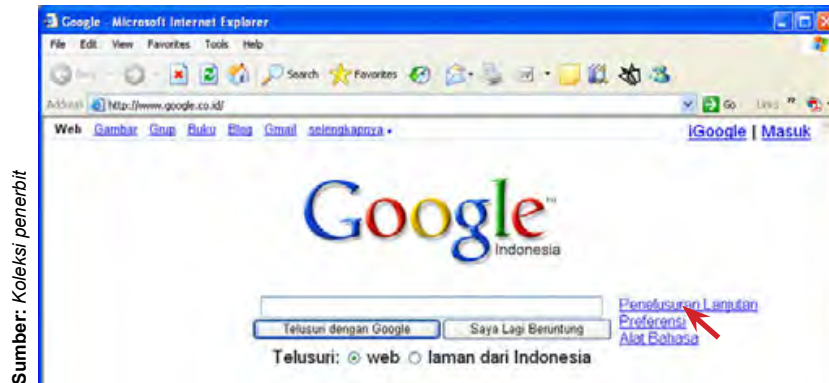 Google - Microsoft Internet Explorer
File Edit View Favorites Tools Help
Search Favorites
Address http://www.google.co.id/ Go Links »
Web Gambar Grup Buku Blog Gmail selengkapnya
iGoogle | Masuk
Google™
Indonesia
Penelusuran Lanjutan
Preferensi
Alat Bahasa
Telusuri dengan Google Saya Lagi Beruntung
Telusuri: web laman dari Indonesia
Sumber: Koleksi penerbit